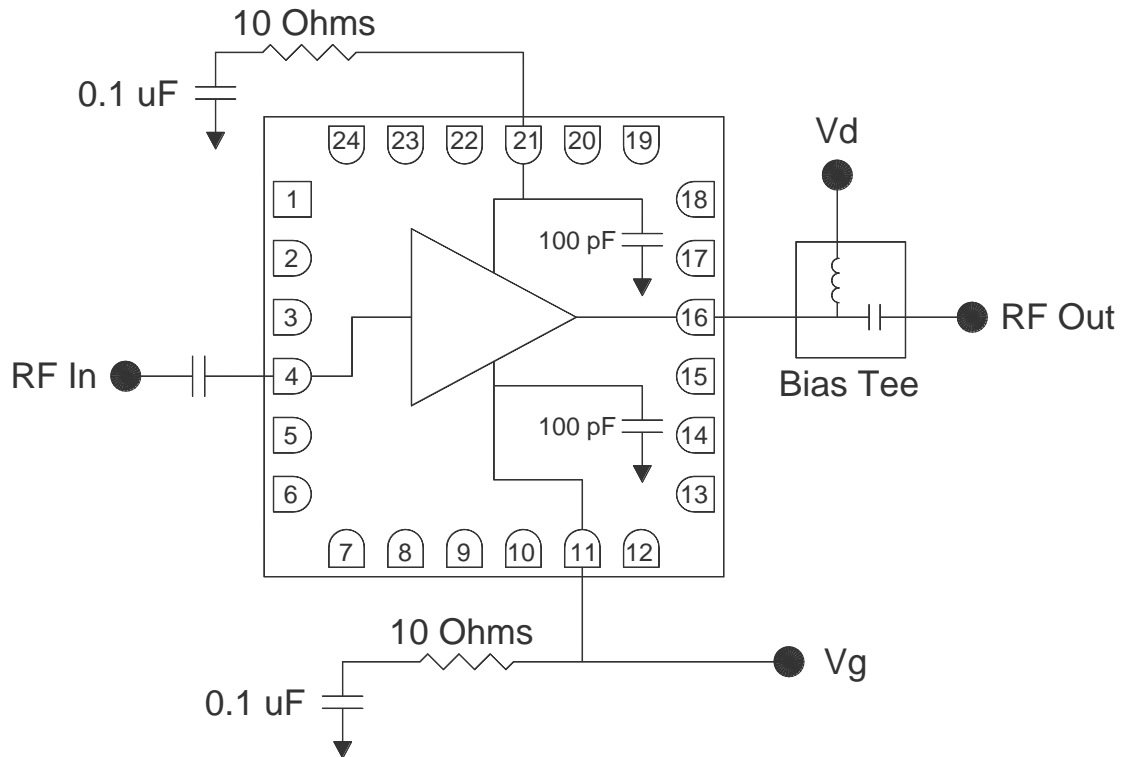 10 Ohms
0.1 uF
24 23 22 21 20 19
Vd
1
18
100 pF
2
17
3
16
RF Out
RF In
4
15
Bias Tee
100 pF
5
14
6
13
7 8 9 10 11 12
10 Ohms
Vg
0.1 uF